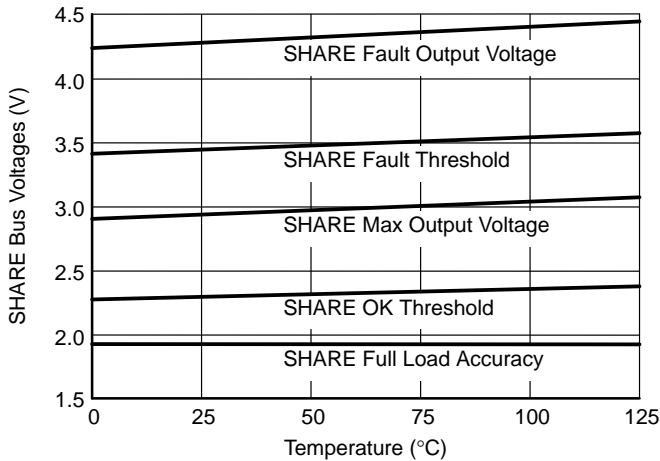 4.5
4.0
3.5
3.0
2.5
2.0
1.5
SHARE Bus Voltages (V)
SHARE Fault Output Voltage
SHARE Fault Threshold
SHARE Max Output Voltage
SHARE OK Threshold
SHARE Full Load Accuracy
0 25 50 75 100 125
Temperature (°C)